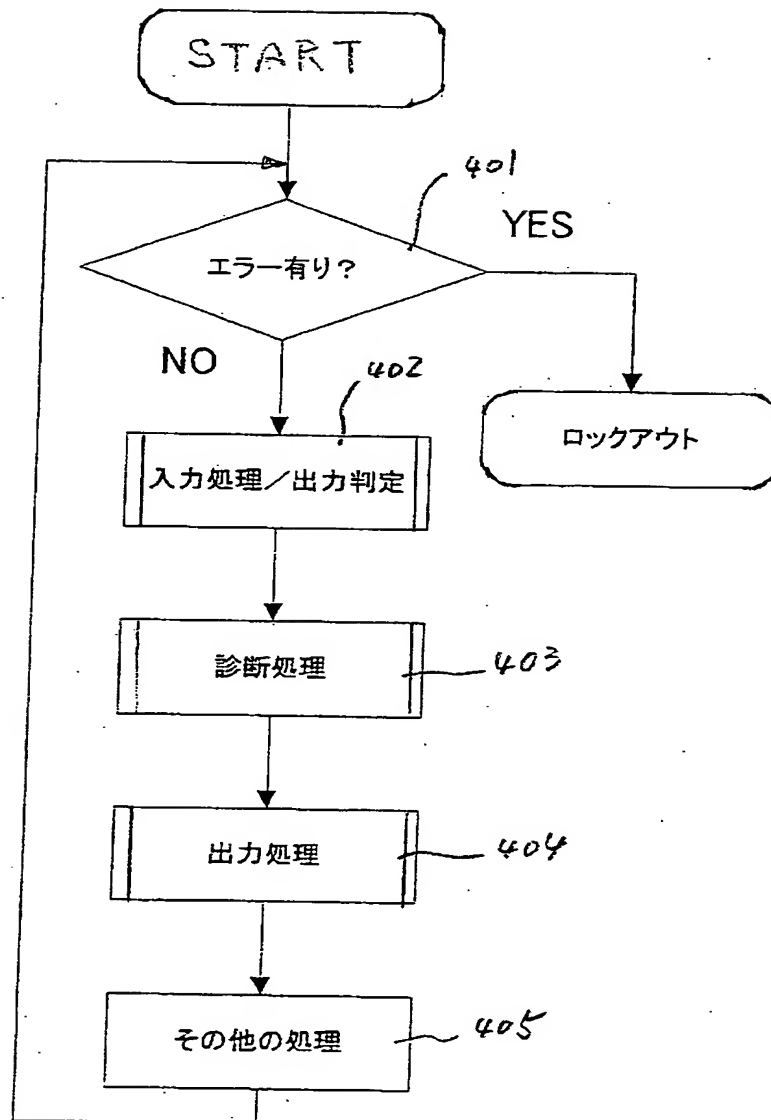 START
401
YES
エラー有り?
NO
402
ロックアウト
入力処理/出力判定
診断処理
403
出力処理
404
その他の処理
405